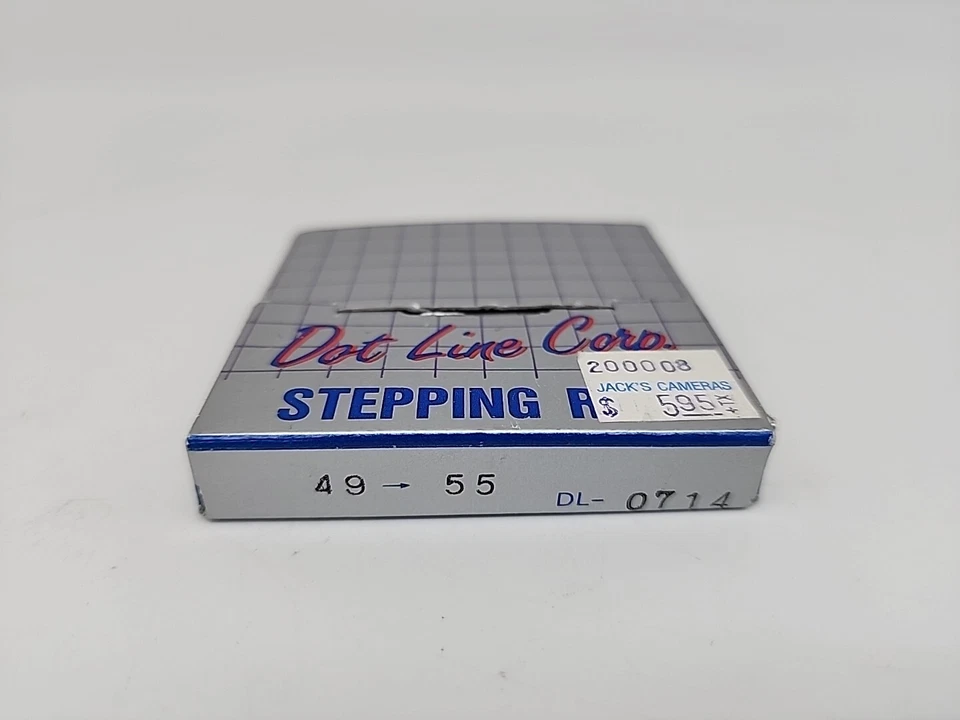 Dot Line Corp.
STEPPING R
200008
JACK'S CAMERAS
$ 595
49 → 55
DL- 0714